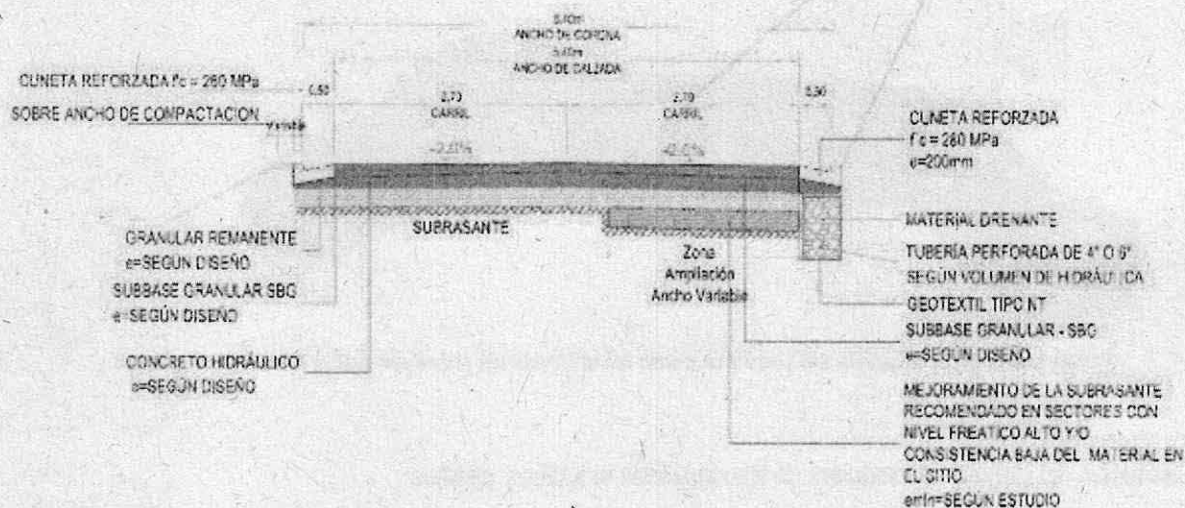 ANCHO DE CORONA
ANCHO DE CALZADA
CUNETA REFORZADA f'c = 280 MPa
SOBRE ANCHO DE COMPACTACION
Variable
0,50
2,70
CARRIL
2,70
CARRIL
CUNETA REFORZADA
f'c = 280 MPa
e=200mm
-2.0%
SUBRASANTE
GRANULAR REMANENTE
e=SEGÚN DISEÑO
SUBBASE GRANULAR SBG
e=SEGÚN DISEÑO
CONCRETO HIDRÁULICO
e=SEGÚN DISEÑO
Zona
Ampliación
Ancho Variable
MATERIAL DRENANTE
TUBERÍA PERFORADA DE 4" O 6"
SEGÚN VOLUMEN DE HIDRÁULICA
GEOTEXTIL TIPO NT
SUBBASE GRANULAR - SBG
e=SEGÚN DISEÑO
MEJORAMIENTO DE LA SUBRASANTE
RECOMENDADO EN SECTORES CON
NIVEL FREATICO ALTO Y/O
CONSISTENCIA BAJA DEL MATERIAL EN
EL SITIO
emin=SEGÚN ESTUDIO